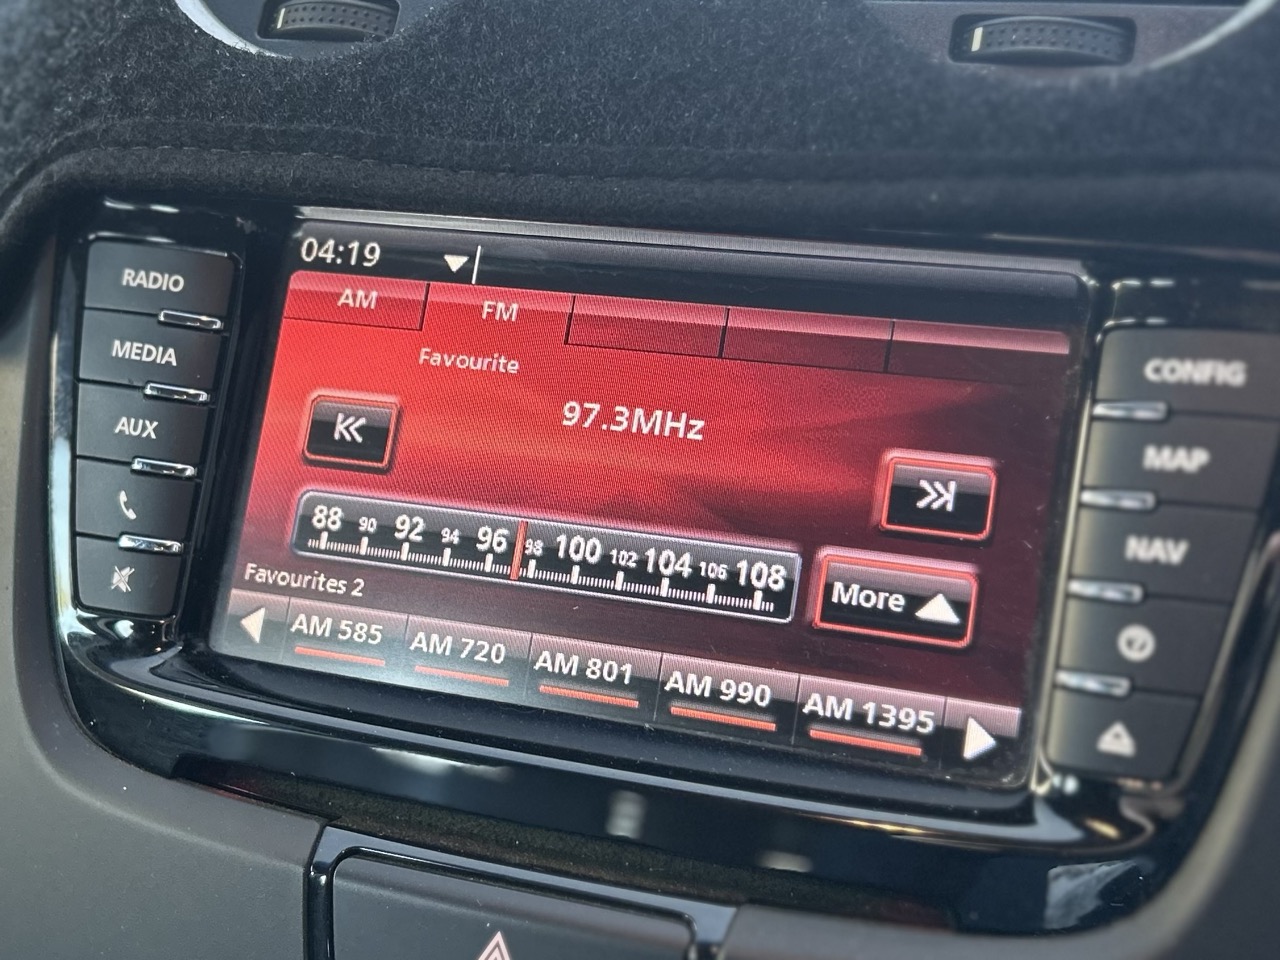 04:19
RADIO
MEDIA
AUX
AM
FM
Favourite
97.3MHz
88 90 92 94 96 98 100 102 104 106 108
More
Favourites 2
AM 585
AM 720
AM 801
AM 990
AM 1395
CONFIG
MAP
NAV